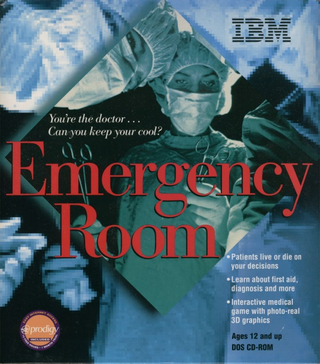 IBM
You're the doctor . . .
Can you keep your cool?
Emergency
Room
• Patients live or die on
your decisions
• Learn about first aid,
diagnosis and more
• Interactive medical
game with photo-real
3D graphics
Ages 12 and up
DOS CD-ROM
prodigy